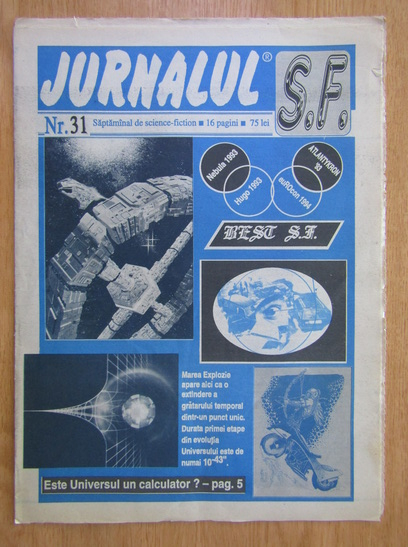 JURNALUL®
S.F.
Nr. 31
Săptămînal de science-fiction ■ 16 pagini ■ 75 lei
Nebula 1993
Hugo 1993
euROcon 1994
ATLANTYKRON '93
BEST S.F.
Marea Explozie
apare aici ca o
extindere a
grătarului temporal
dintr-un punct unic.
Durata primei etape
din evoluția
Universului este de
numai 10⁻⁴³".
Este Universul un calculator ? – pag. 5